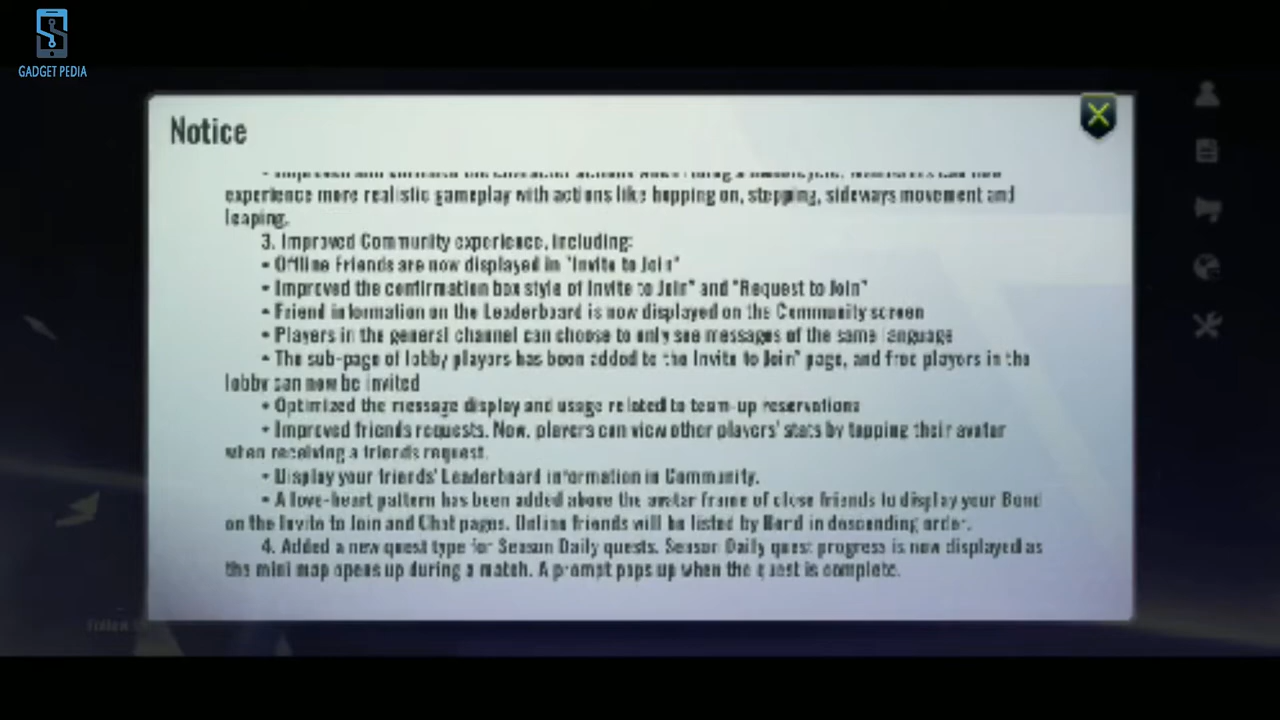 GADGET PEDIA
Notice
experience more realistic gameplay with actions like hopping on, stepping, sideways movement and
leaping.
3. Improved Community experience, including:
• Offline Friends are now displayed in "Invite to Join"
• Improved the confirmation box style of Invite to Join" and "Request to Join"
• Friend information on the Leaderboard is now displayed on the Community screen
• Players in the general channel can choose to only see messages of the same language
• The sub-page of lobby players has been added to the Invite to Join" page, and free players in the
lobby can now be invited
• Optimized the message display and usage related to team-up reservations
• Improved friends requests. Now, players can view other players' stats by tapping their avatar
when receiving a friends request.
• Display your friends' Leaderboard information in Community.
• A love-heart pattern has been added above the avatar frame of close friends to display your Bond
on the Invite to Join and Chat pages. Online friends will be listed by Bond in descending order.
4. Added a new quest type for Season Daily quests. Season Daily quest progress is now displayed as
the mini map opens up during a match. A prompt pops up when the quest is complete.